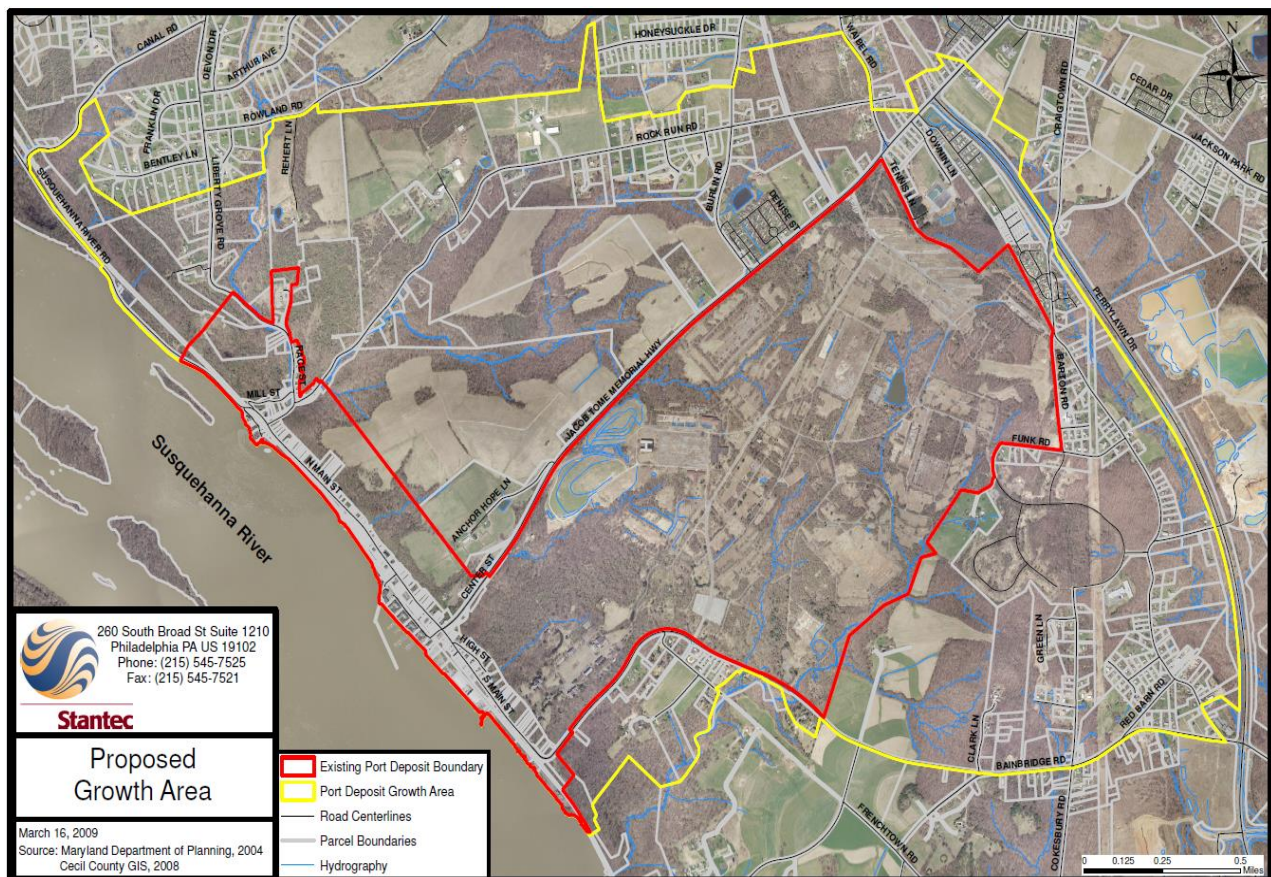 CANAL RD
DEVON DR
ARTHUR AVE
FRANKLIN DR
ROWLAND RD
BENTLEY LN
REHERT LN
LIBERTY GROVE RD
SUSQUEHANNA RIVER RD
HONEYSUCKLE DR
WAIBEL RD
N
CRAIGTOWN RD
CEDAR DR
JACKSON PARK RD
ROCK RUN RD
BURLIN RD
DENISE ST
TENNIS LN
DOWNIN LN
PERRYLAWN DR
RACE ST
MILL ST
N MAIN ST
JACOB TOME MEMORIAL HWY
BARTON RD
FUNK RD
ANCHOR HOPE LN
CENTER ST
HIGH ST
S MAIN ST
Susquehanna River
GREEN LN
RED BARN RD
CLARK LN
BAINBRIDGE RD
FRENCHTOWN RD
COKESBURY RD
260 South Broad St Suite 1210
Philadelphia PA US 19102
Phone: (215) 545-7525
Fax: (215) 545-7521
Stantec
Proposed
Growth Area
March 16, 2009
Source: Maryland Department of Planning, 2004
Cecil County GIS, 2008
Existing Port Deposit Boundary
Port Deposit Growth Area
Road Centerlines
Parcel Boundaries
Hydrography
0 0.125 0.25 0.5
Miles